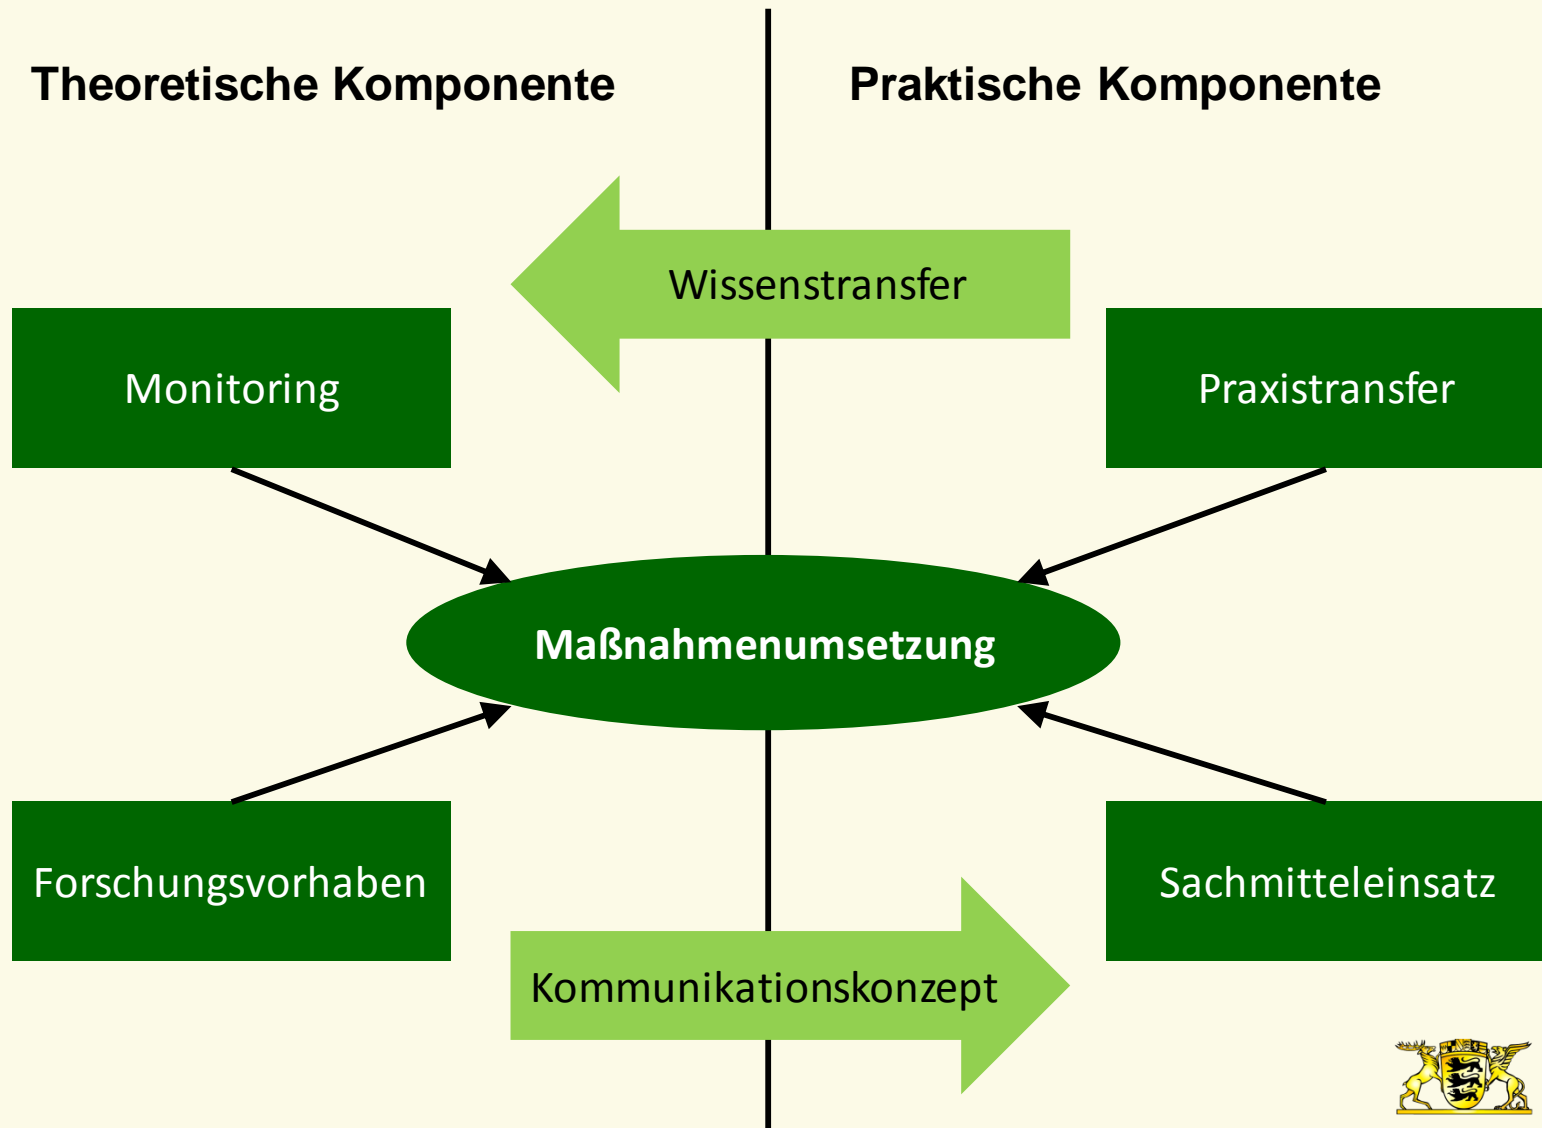 Theoretische Komponente
Praktische Komponente
Wissenstransfer
Monitoring
Praxistransfer
Maßnahmenumsetzung
Forschungsvorhaben
Sachmitteleinsatz
Kommunikationskonzept